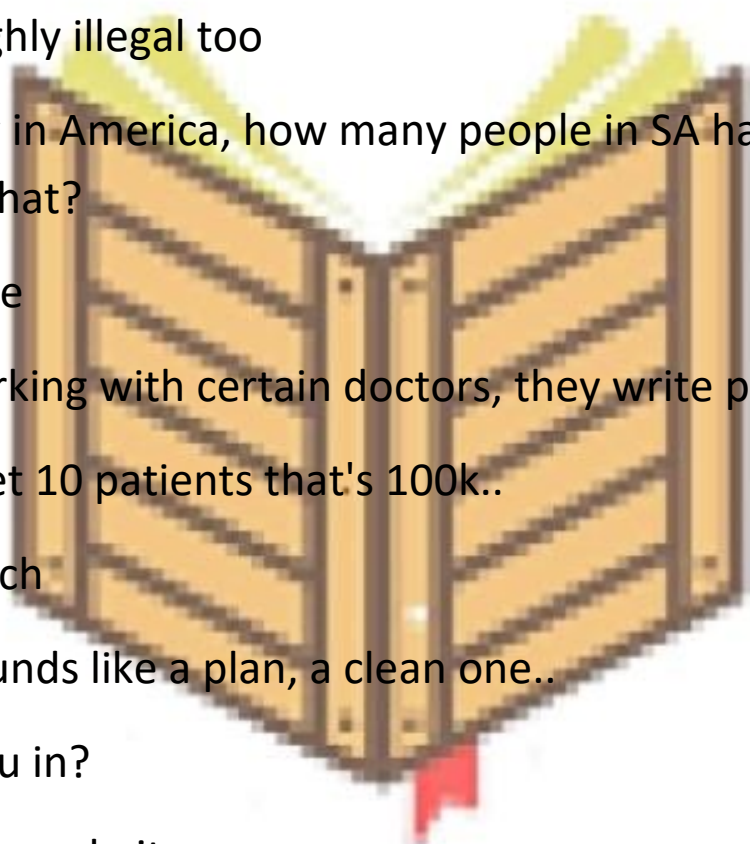 ghly illegal too
in America, how many people in SA ha
hat?
e
rking with certain doctors, they write p
et 10 patients that's 100k..
ch
unds like a plan, a clean one..
u in?